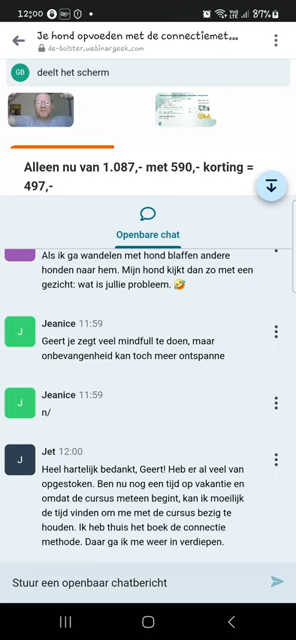 12:00
87%
Je hond opvoeden met de connectiemet...
de-bolster.webinargeek.com
GB deelt het scherm
Q&A
Alleen nu van 1.087,- met 590,- korting =
497,-
Openbare chat
Als ik ga wandelen met hond blaffen andere
honden naar hem. Mijn hond kijkt dan zo met een
gezicht: wat is jullie probleem. 🤣
J
Jeanice 11:59
Geert je zegt veel mindfull te doen, maar
onbevangenheid kan toch meer ontspanne
J
Jeanice 11:59
n/
J
Jet 12:00
Heel hartelijk bedankt, Geert! Heb er al veel van
opgestoken. Ben nu nog een tijd op vakantie en
omdat de cursus meteen begint, kan ik moeilijk
de tijd vinden om me met de cursus bezig te
houden. Ik heb thuis het boek de connectie
methode. Daar ga ik me weer in verdiepen.
Stuur een openbaar chatbericht